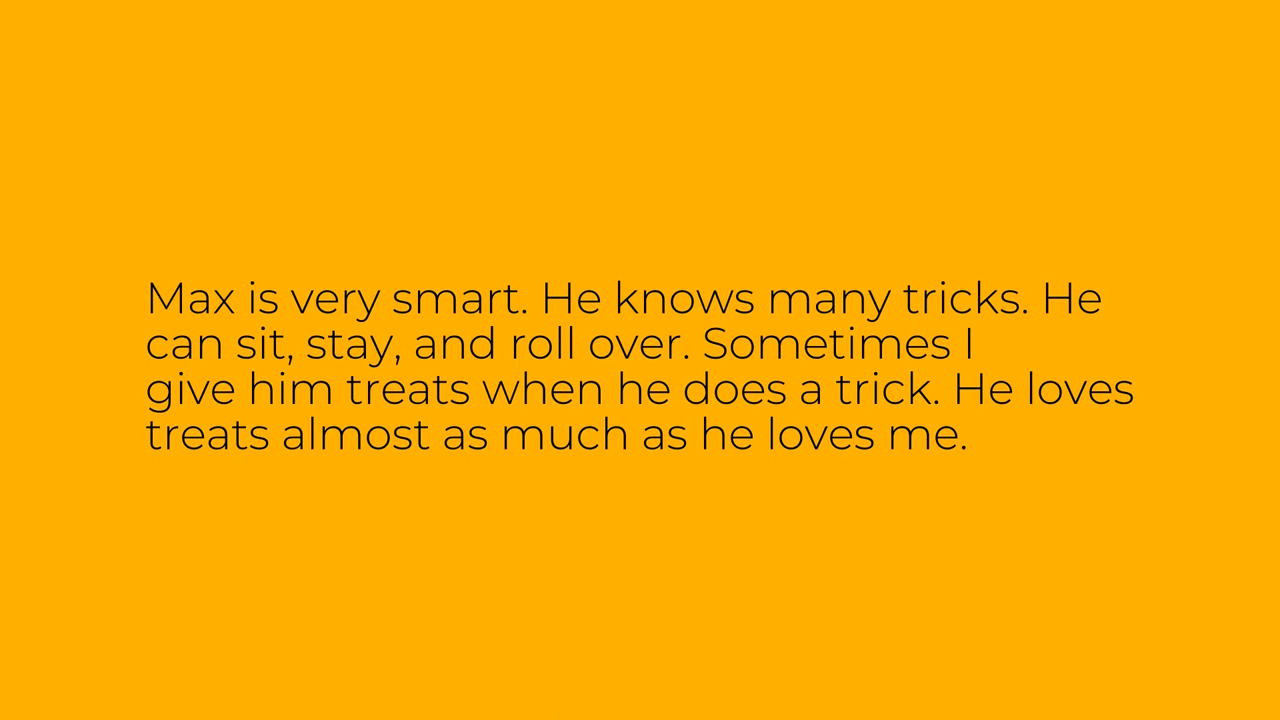 Max is very smart. He knows many tricks. He
can sit, stay, and roll over. Sometimes I
give him treats when he does a trick. He loves
treats almost as much as he loves me.